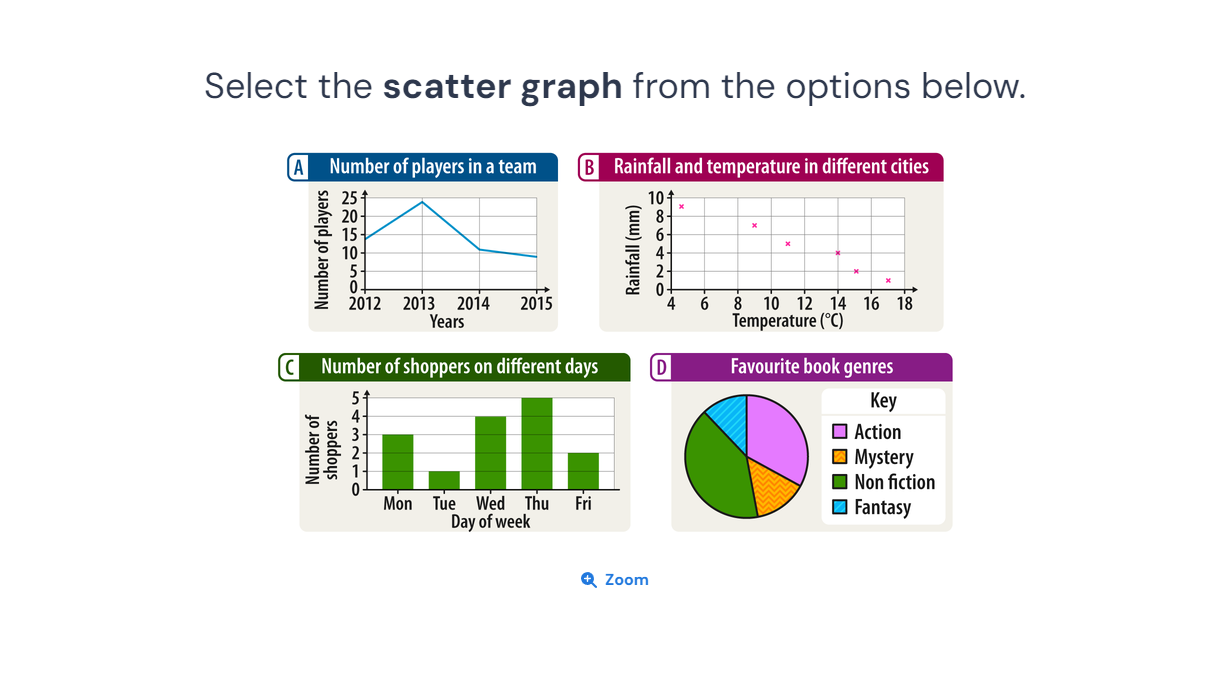 Select the scatter graph from the options below.
A Number of players in a team
Number of players
25
20
15
10
5
0
2012 2013 2014 2015
Years
B Rainfall and temperature in different cities
Rainfall (mm)
10
8
6
4
2
0
4 6 8 10 12 14 16 18
Temperature (°C)
C Number of shoppers on different days
Number of
shoppers
5
4
3
2
1
0
Mon Tue Wed Thu Fri
Day of week
D Favourite book genres
Key
Action
Mystery
Non fiction
Fantasy
Zoom